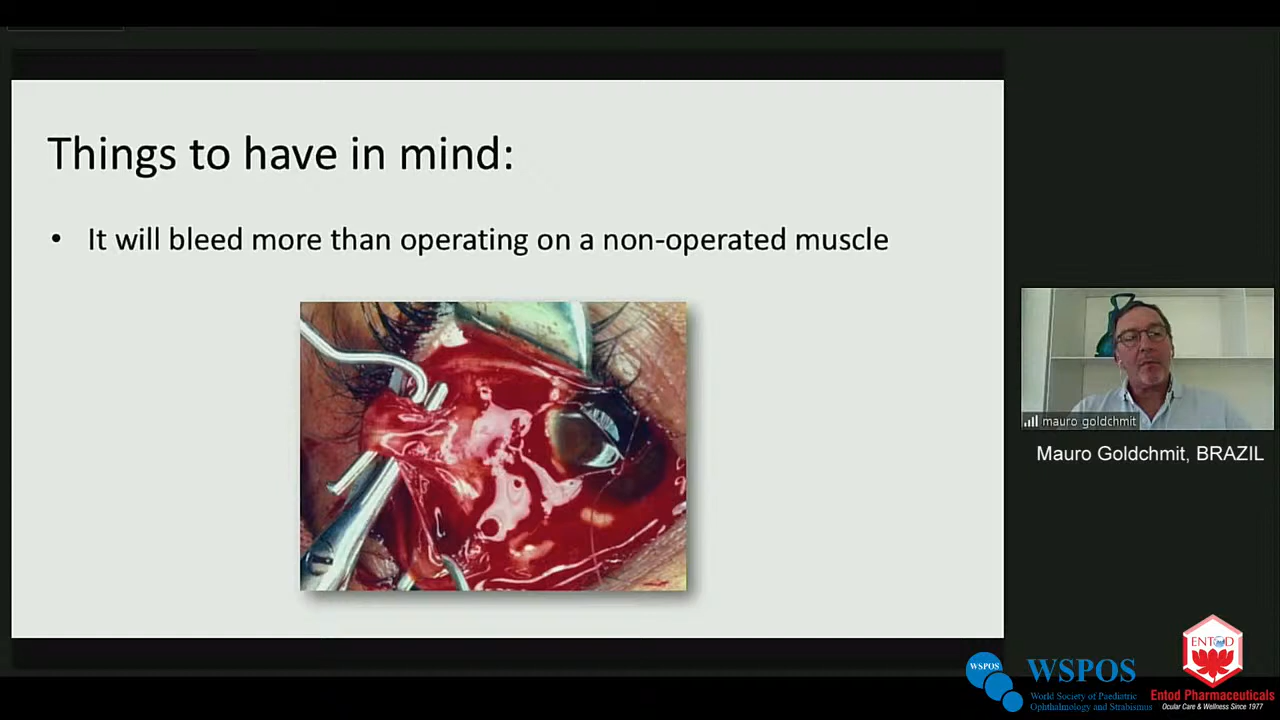 Things to have in mind:
• It will bleed more than operating on a non-operated muscle
mauro goldchmit
Mauro Goldchmit, BRAZIL
WSPOS
WSPOS
World Society of Paediatric
Ophthalmology and Strabismus
ENTOD
Entod Pharmaceuticals
Ocular Care & Wellness Since 1977